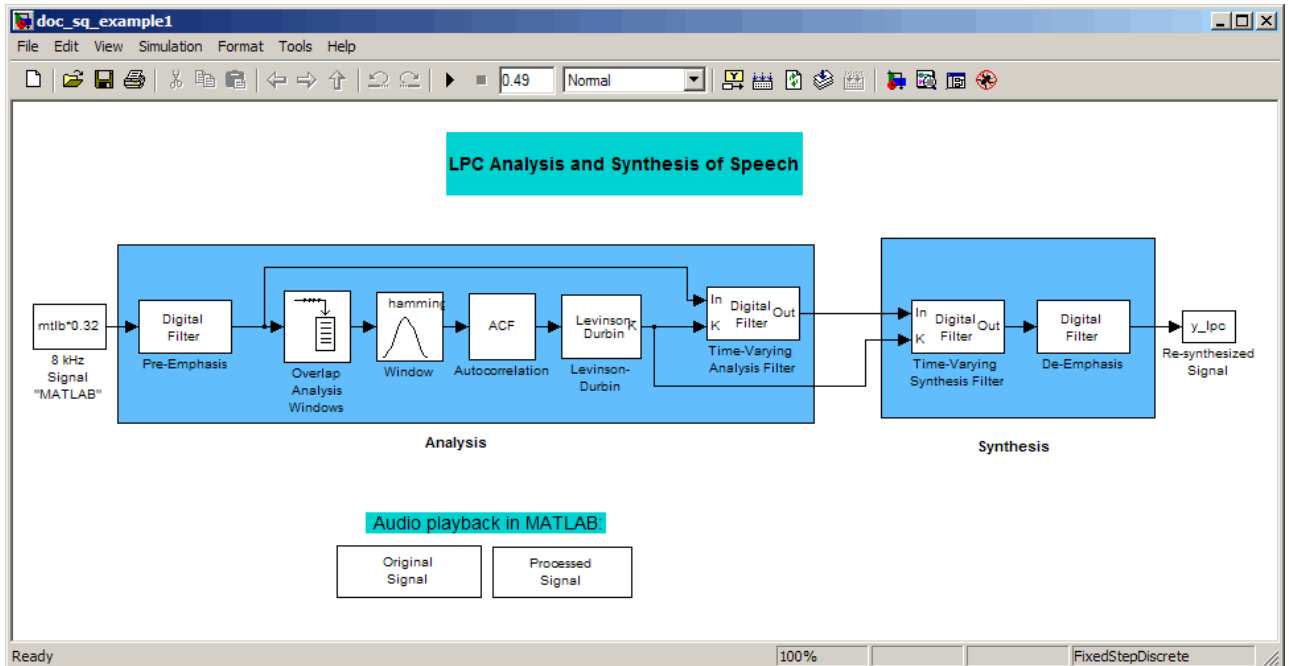 doc_sq_example1
File Edit View Simulation Format Tools Help
0.49 Normal
LPC Analysis and Synthesis of Speech
mtlb*0.32
8 kHz
Signal
"MATLAB"
Digital
Filter
Pre-Emphasis
Overlap
Analysis
Windows
hamming
Window
ACF
Autocorrelation
Levinson-
Durbin
K
Levinson-
Durbin
In
K
Digital
Filter
Out
Time-Varying
Analysis Filter
Analysis
In
K
Digital
Filter
Out
Time-Varying
Synthesis Filter
Digital
Filter
De-Emphasis
Synthesis
y_lpc
Re-synthesized
Signal
Audio playback in MATLAB:
Original
Signal
Processed
Signal
Ready 100% FixedStepDiscrete